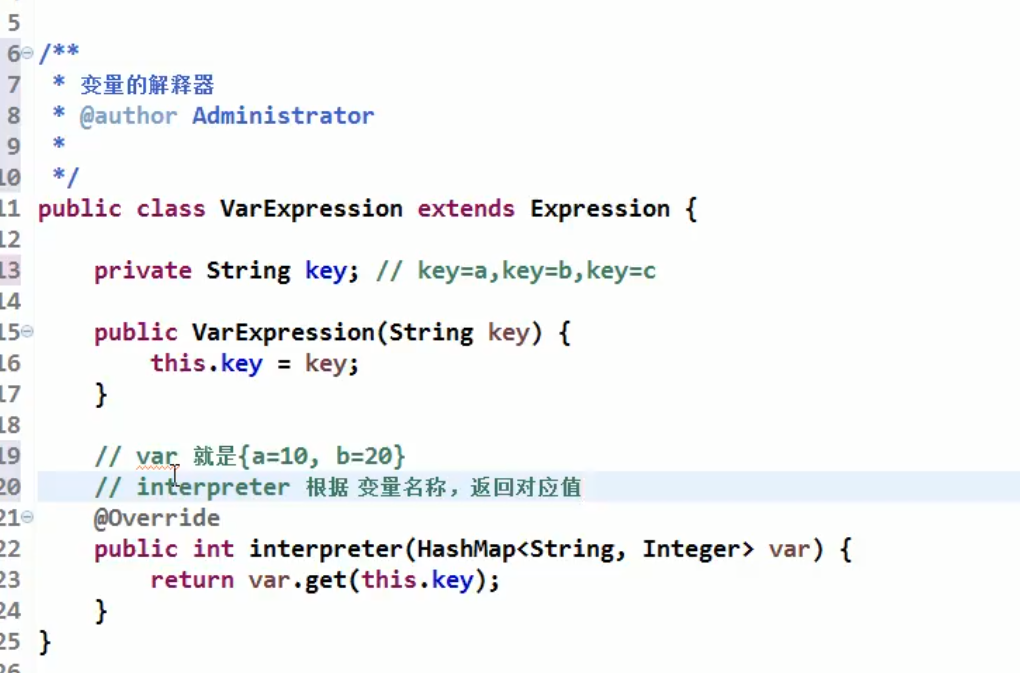 5
6 /**
7  * 变量的解释器
8  * @author Administrator
9  *
10  */
11 public class VarExpression extends Expression {
12
13     private String key; // key=a,key=b,key=c
14
15     public VarExpression(String key) {
16         this.key = key;
17     }
18
19     // var 就是{a=10, b=20}
20     // interpreter 根据 变量名称，返回对应值
21     @Override
22     public int interpreter(HashMap<String, Integer> var) {
23         return var.get(this.key);
24     }
25 }
26